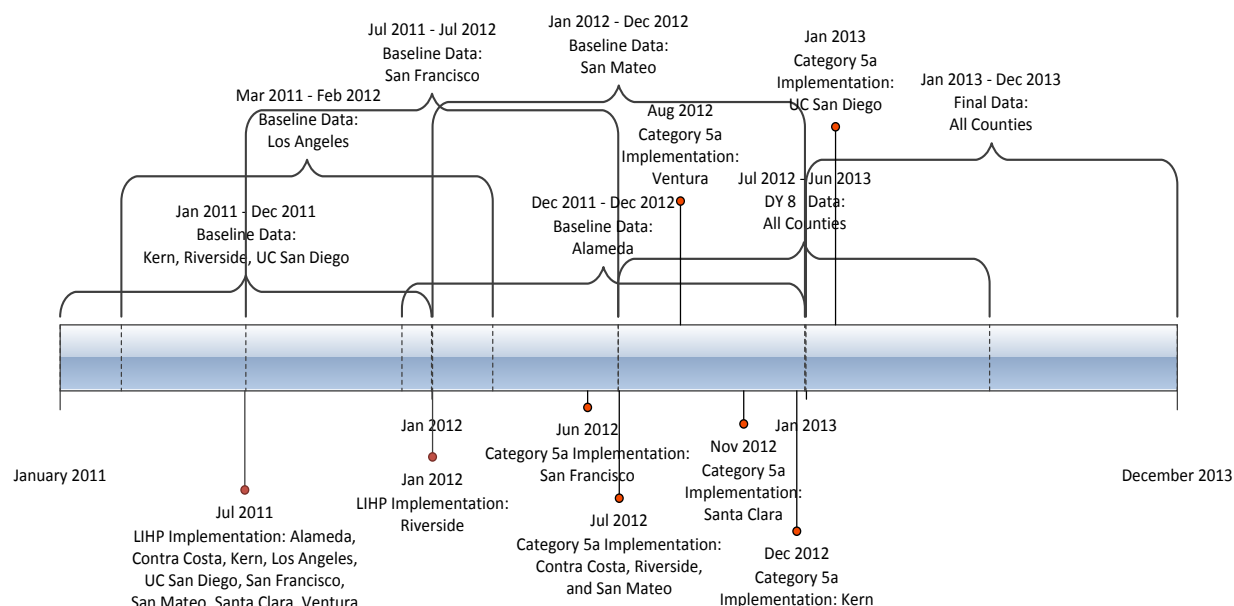 Jul 2011 - Jul 2012
Baseline Data:
San Francisco
Jan 2012 - Dec 2012
Baseline Data:
San Mateo
Jan 2013
Category 5a
Implementation:
UC San Diego
Jan 2013 - Dec 2013
Final Data:
All Counties
Mar 2011 - Feb 2012
Baseline Data:
Los Angeles
Aug 2012
Category 5a
Implementation:
Ventura
Jul 2012 - Jun 2013
DY 8 Data:
All Counties
Jan 2011 - Dec 2011
Baseline Data:
Kern, Riverside, UC San Diego
Dec 2011 - Dec 2012
Baseline Data:
Alameda
January 2011
Jan 2012
Jan 2013
December 2013
Jul 2011
LIHP Implementation: Alameda,
Contra Costa, Kern, Los Angeles,
UC San Diego, San Francisco,
San Mateo, Santa Clara, Ventura
Jan 2012
LIHP Implementation:
Riverside
Jun 2012
Category 5a Implementation:
San Francisco
Jul 2012
Category 5a Implementation:
Contra Costa, Riverside,
and San Mateo
Nov 2012
Category 5a
Implementation:
Santa Clara
Dec 2012
Category 5a
Implementation: Kern